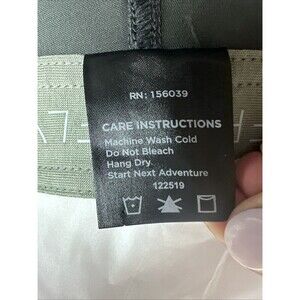 RN: 156039
CARE INSTRUCTIONS
Machine Wash Cold
Do Not Bleach
Hang Dry
Start Next Adventure
122519